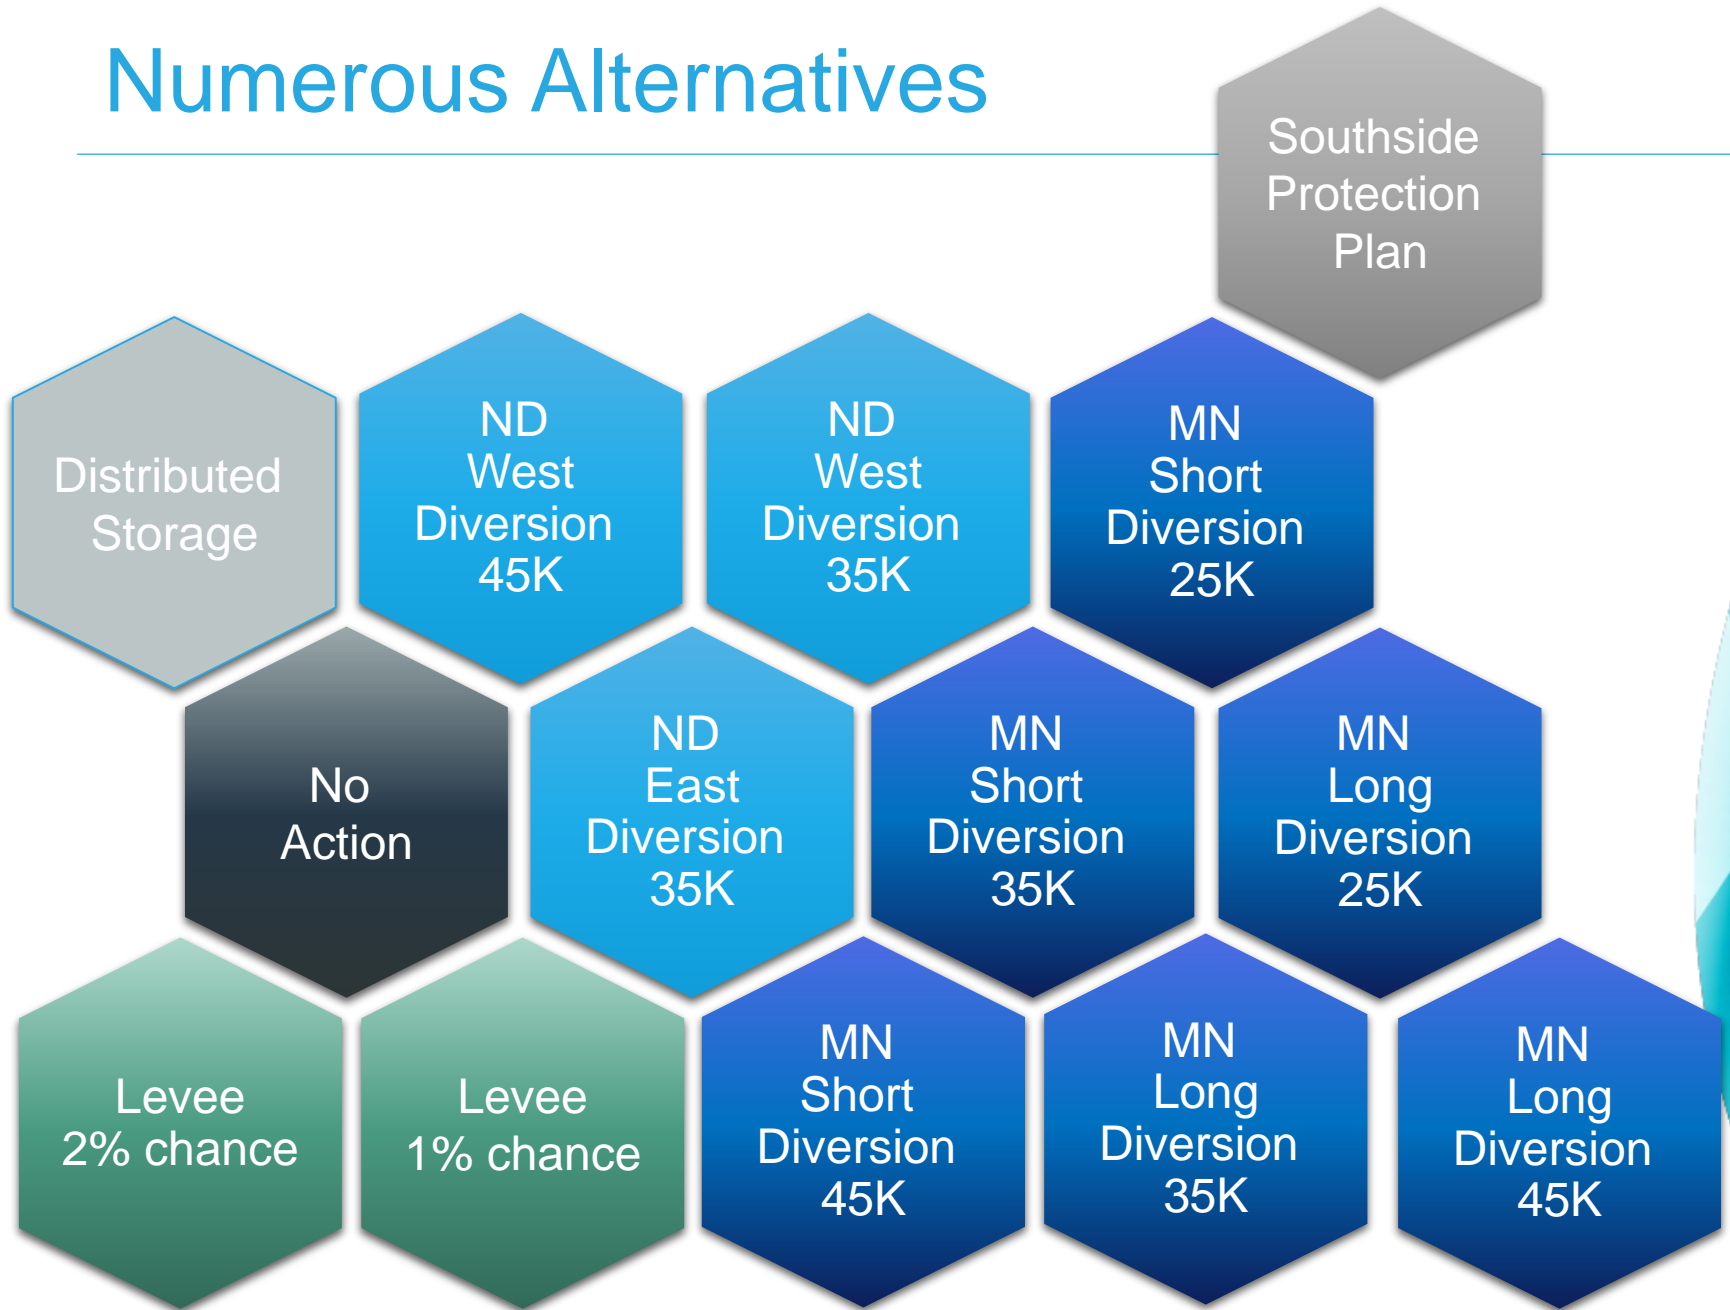 Numerous Alternatives
Southside
Protection
Plan
Distributed
Storage
ND
West
Diversion
45K
ND
West
Diversion
35K
MN
Short
Diversion
25K
No
Action
ND
East
Diversion
35K
MN
Short
Diversion
35K
MN
Long
Diversion
25K
Levee
2% chance
Levee
1% chance
MN
Short
Diversion
45K
MN
Long
Diversion
35K
MN
Long
Diversion
45K